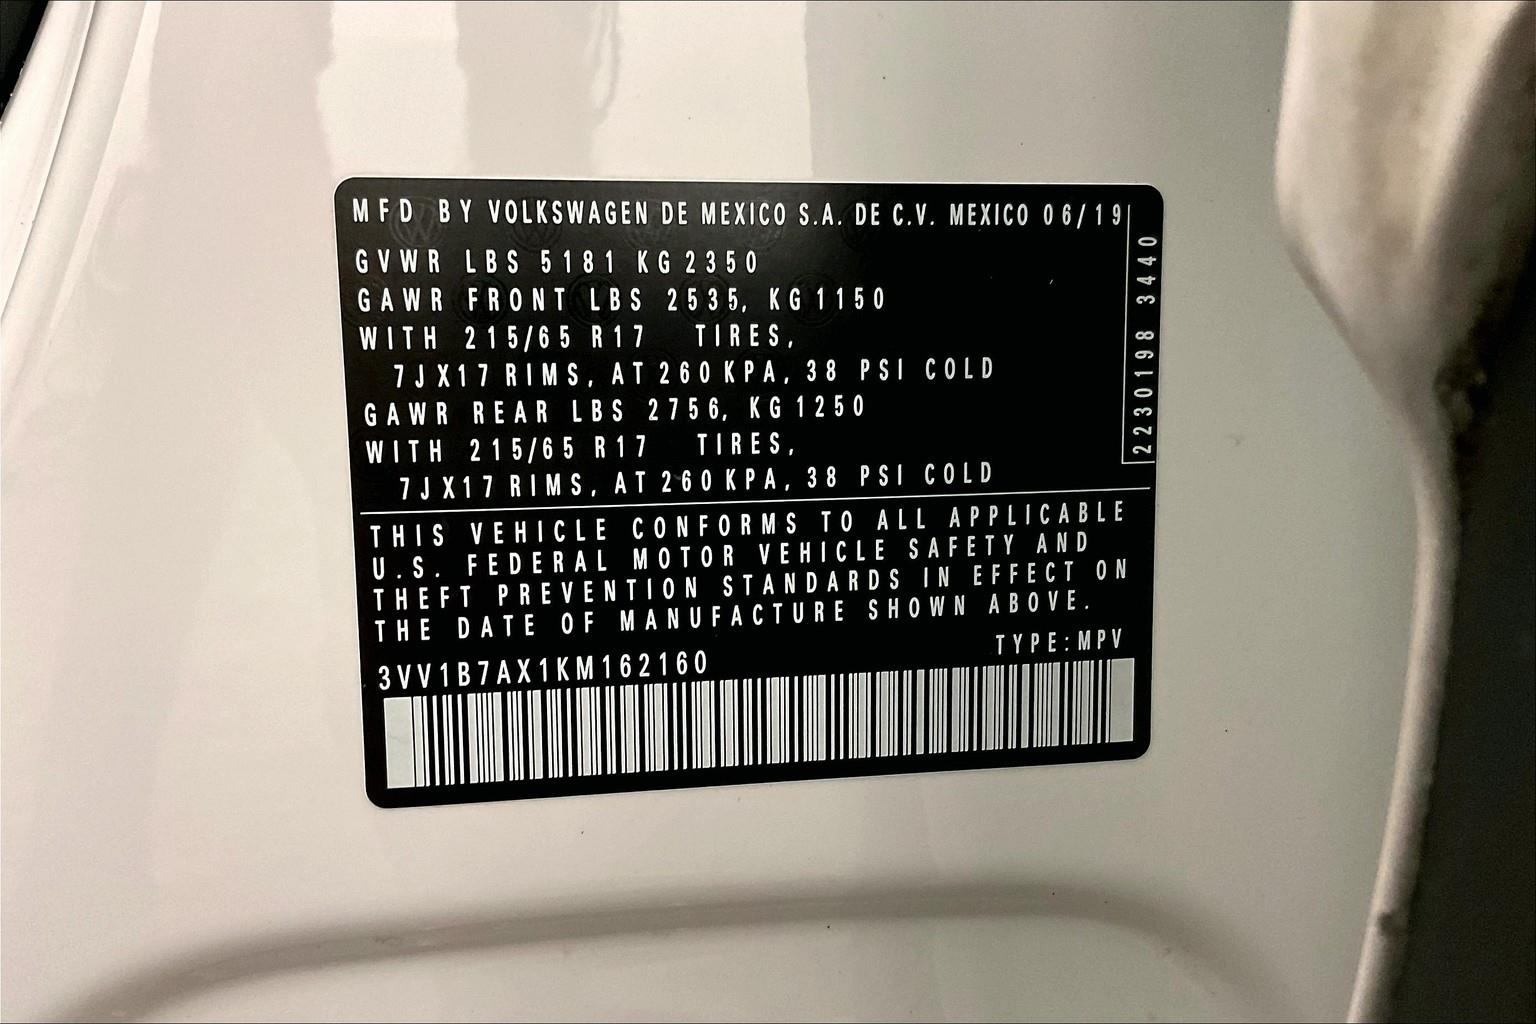 MFD BY VOLKSWAGEN DE MEXICO S.A. DE C.V. MEXICO 06/19
GVWR LBS 5181 KG 2350
GAWR FRONT LBS 2535, KG 1150
WITH 215/65 R17 TIRES,
7J X17 RIMS, AT 260 KPA, 38 PSI COLD
GAWR REAR LBS 2756, KG 1250
WITH 215/65 R17 TIRES,
7J X17 RIMS, AT 260 KPA, 38 PSI COLD
2230198 3440
THIS VEHICLE CONFORMS TO ALL APPLICABLE
U.S. FEDERAL MOTOR VEHICLE SAFETY AND
THEFT PREVENTION STANDARDS IN EFFECT ON
THE DATE OF MANUFACTURE SHOWN ABOVE.
TYPE:MPV
3VV1B7AX1KM162160